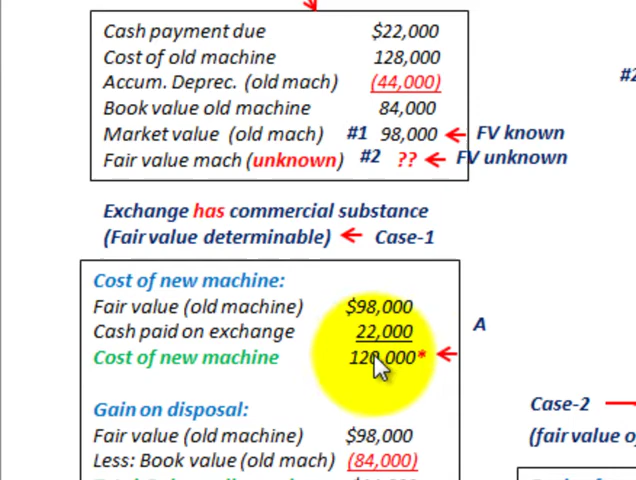 Cash payment due $22,000
Cost of old machine 128,000
Accum. Deprec. (old mach) (44,000)
Book value old machine 84,000
Market value (old mach) #1 98,000 FV known
Fair value mach (unknown) #2 ?? FV unknown
#2
Exchange has commercial substance
(Fair value determinable) Case-1
Cost of new machine:
Fair value (old machine) $98,000
Cash paid on exchange 22,000
A
Cost of new machine 120,000*
Gain on disposal:
Case-2
Fair value (old machine) $98,000
(fair value o
Less: Book value (old mach) (84,000)